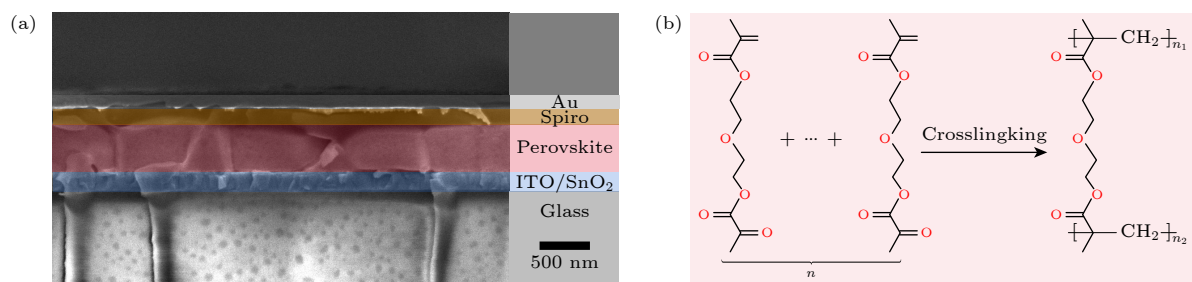 (a)
Au
Spiro
Perovskite
ITO/SnO₂
Glass
500 nm
(b)
O
O
O
O
O
O
+ ··· +
O
O
O
O
O
O
n
Crosslingking
[ CH₂ ]n₁
O
O
O
O
O
[ CH₂ ]n₂